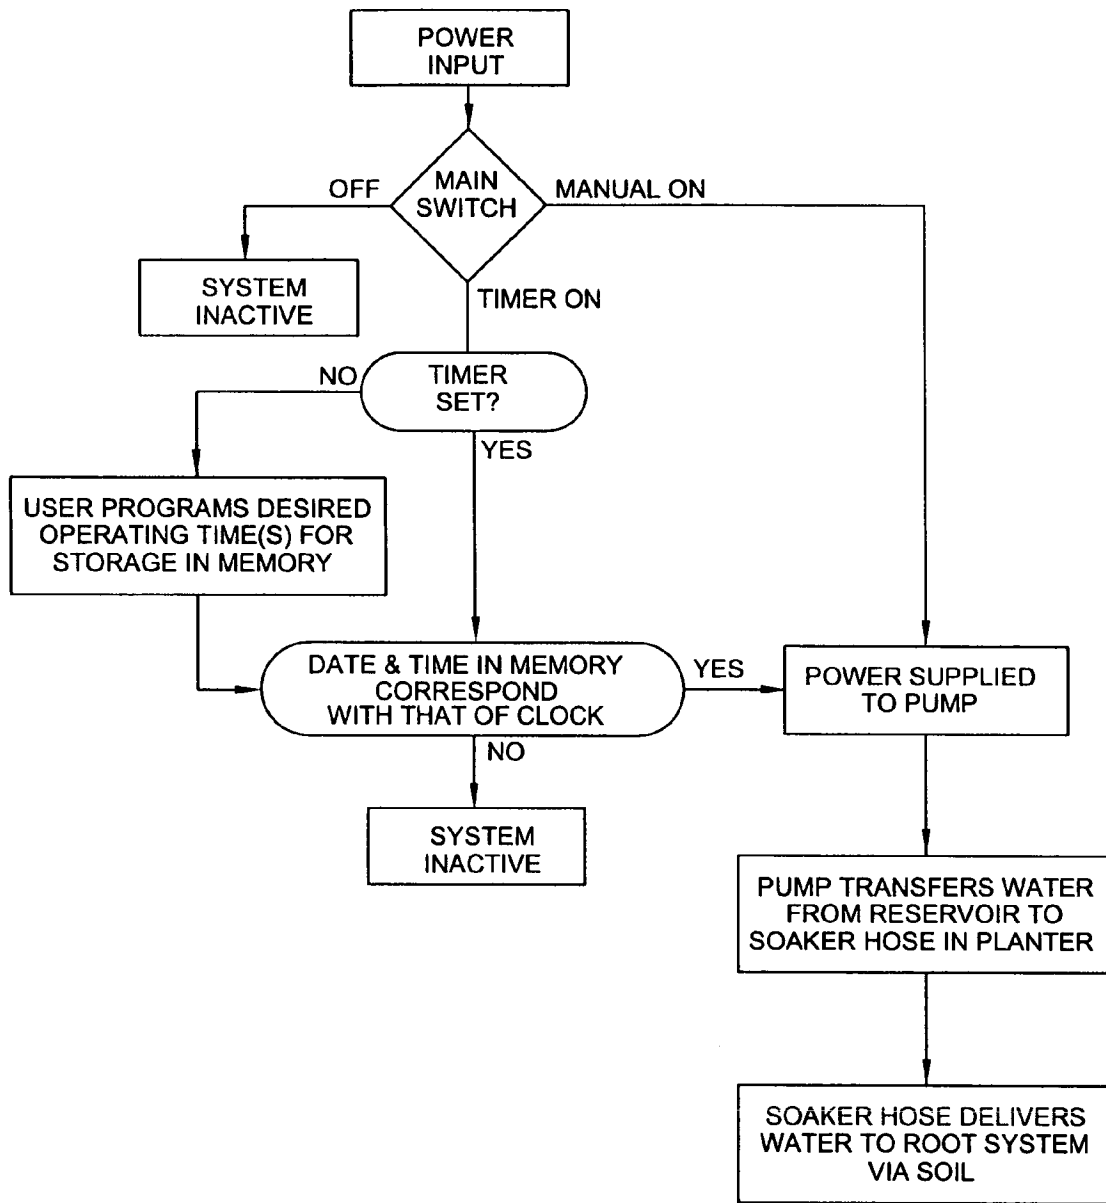 POWER
INPUT
OFF
MAIN
SWITCH
MANUAL ON
SYSTEM
INACTIVE
TIMER ON
NO
TIMER
SET?
YES
USER PROGRAMS DESIRED
OPERATING TIME(S) FOR
STORAGE IN MEMORY
DATE & TIME IN MEMORY
CORRESPOND
WITH THAT OF CLOCK
YES
POWER SUPPLIED
TO PUMP
NO
SYSTEM
INACTIVE
PUMP TRANSFERS WATER
FROM RESERVOIR TO
SOAKER HOSE IN PLANTER
SOAKER HOSE DELIVERS
WATER TO ROOT SYSTEM
VIA SOIL